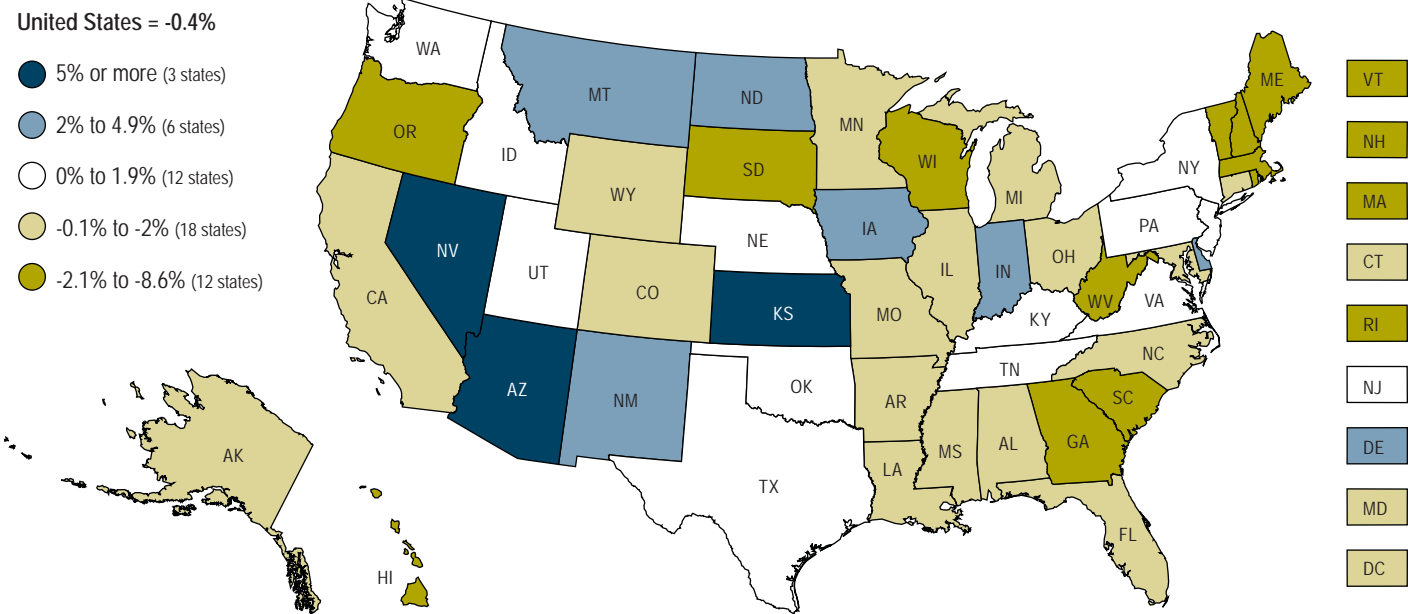 United States = -0.4%
5% or more (3 states)
2% to 4.9% (6 states)
0% to 1.9% (12 states)
-0.1% to -2% (18 states)
-2.1% to -8.6% (12 states)
WA
OR
ID
MT
ND
SD
WY
NV
UT
CA
AZ
CO
NM
NE
KS
OK
TX
MN
IA
MO
AR
LA
WI
IL
MI
IN
OH
KY
TN
MS
AL
GA
FL
SC
NC
VA
WV
PA
NY
ME
AK
HI
VT
NH
MA
CT
RI
NJ
DE
MD
DC